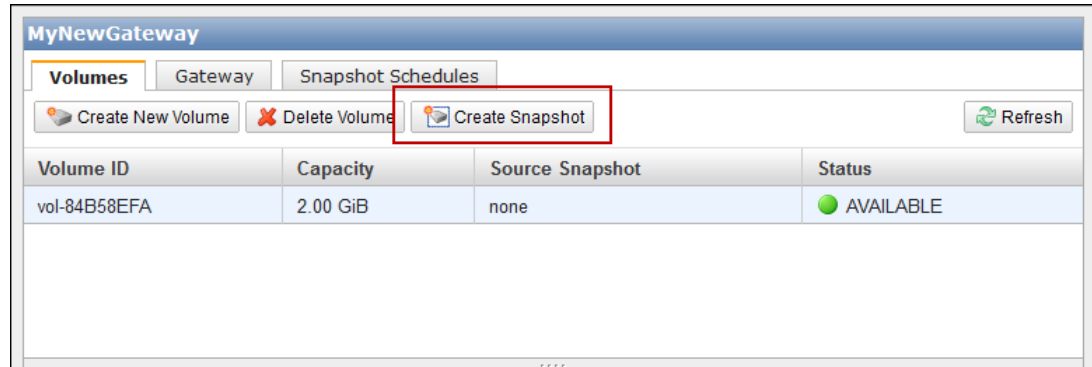 MyNewGateway
Volumes Gateway Snapshot Schedules
Create New Volume Delete Volume Create Snapshot Refresh
Volume ID Capacity Source Snapshot Status
vol-84B58EFA 2.00 GiB none AVAILABLE